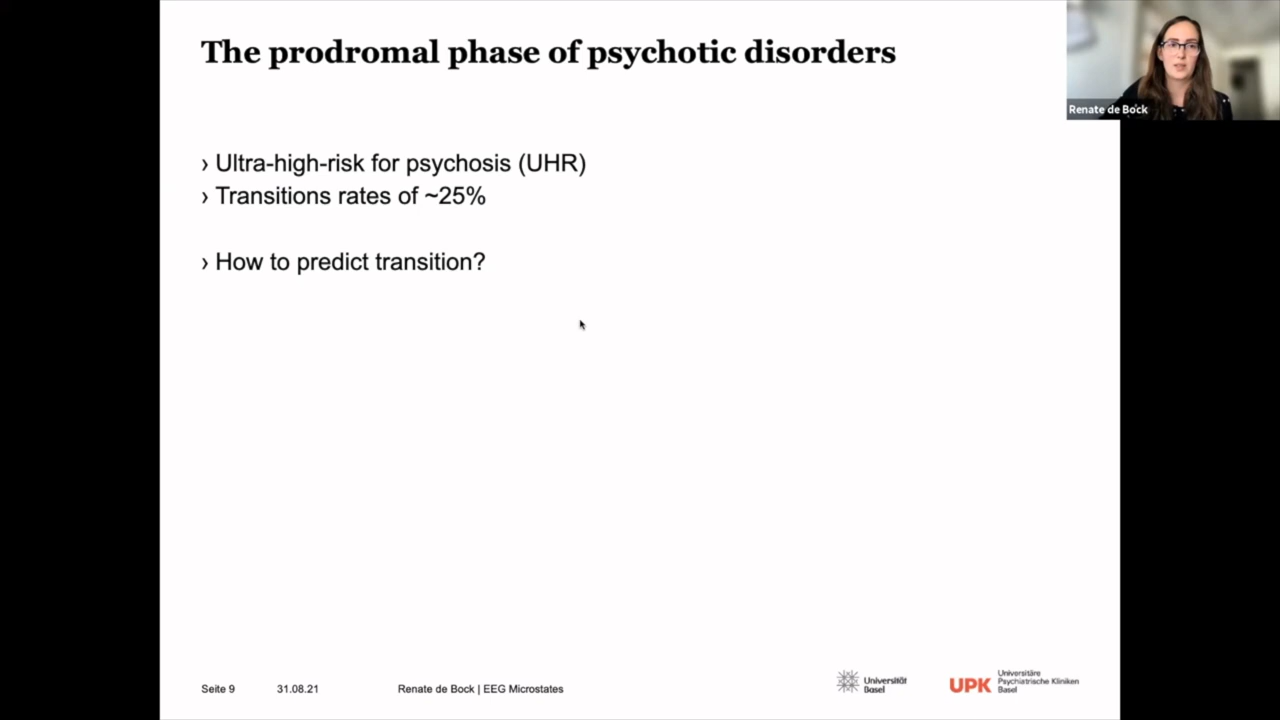 The prodromal phase of psychotic disorders
Renate de Bock
› Ultra-high-risk for psychosis (UHR)
› Transitions rates of ~25%
› How to predict transition?
Seite 9
31.08.21
Renate de Bock | EEG Microstates
Universität
Basel
UPK
Universitäre
Psychiatrische Kliniken
Basel